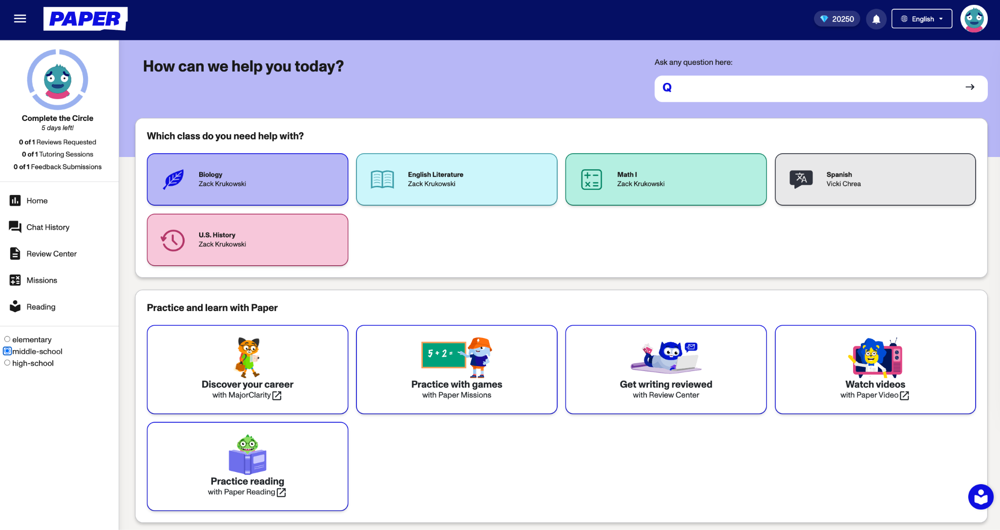 PAPER
20250
English
Complete the Circle
5 days left!
0 of 1 Reviews Requested
0 of 1 Tutoring Sessions
0 of 1 Feedback Submissions
Home
Chat History
Review Center
Missions
Reading
elementary
middle-school
high-school
How can we help you today?
Ask any question here:
Q
Which class do you need help with?
Biology
Zack Krukowski
English Literature
Zack Krukowski
Math I
Zack Krukowski
Spanish
Vicki Chrea
U.S. History
Zack Krukowski
Practice and learn with Paper
Discover your career
with MajorClarity
5 + 2 =
Practice with games
with Paper Missions
Get writing reviewed
with Review Center
Watch videos
with Paper Video
Practice reading
with Paper Reading